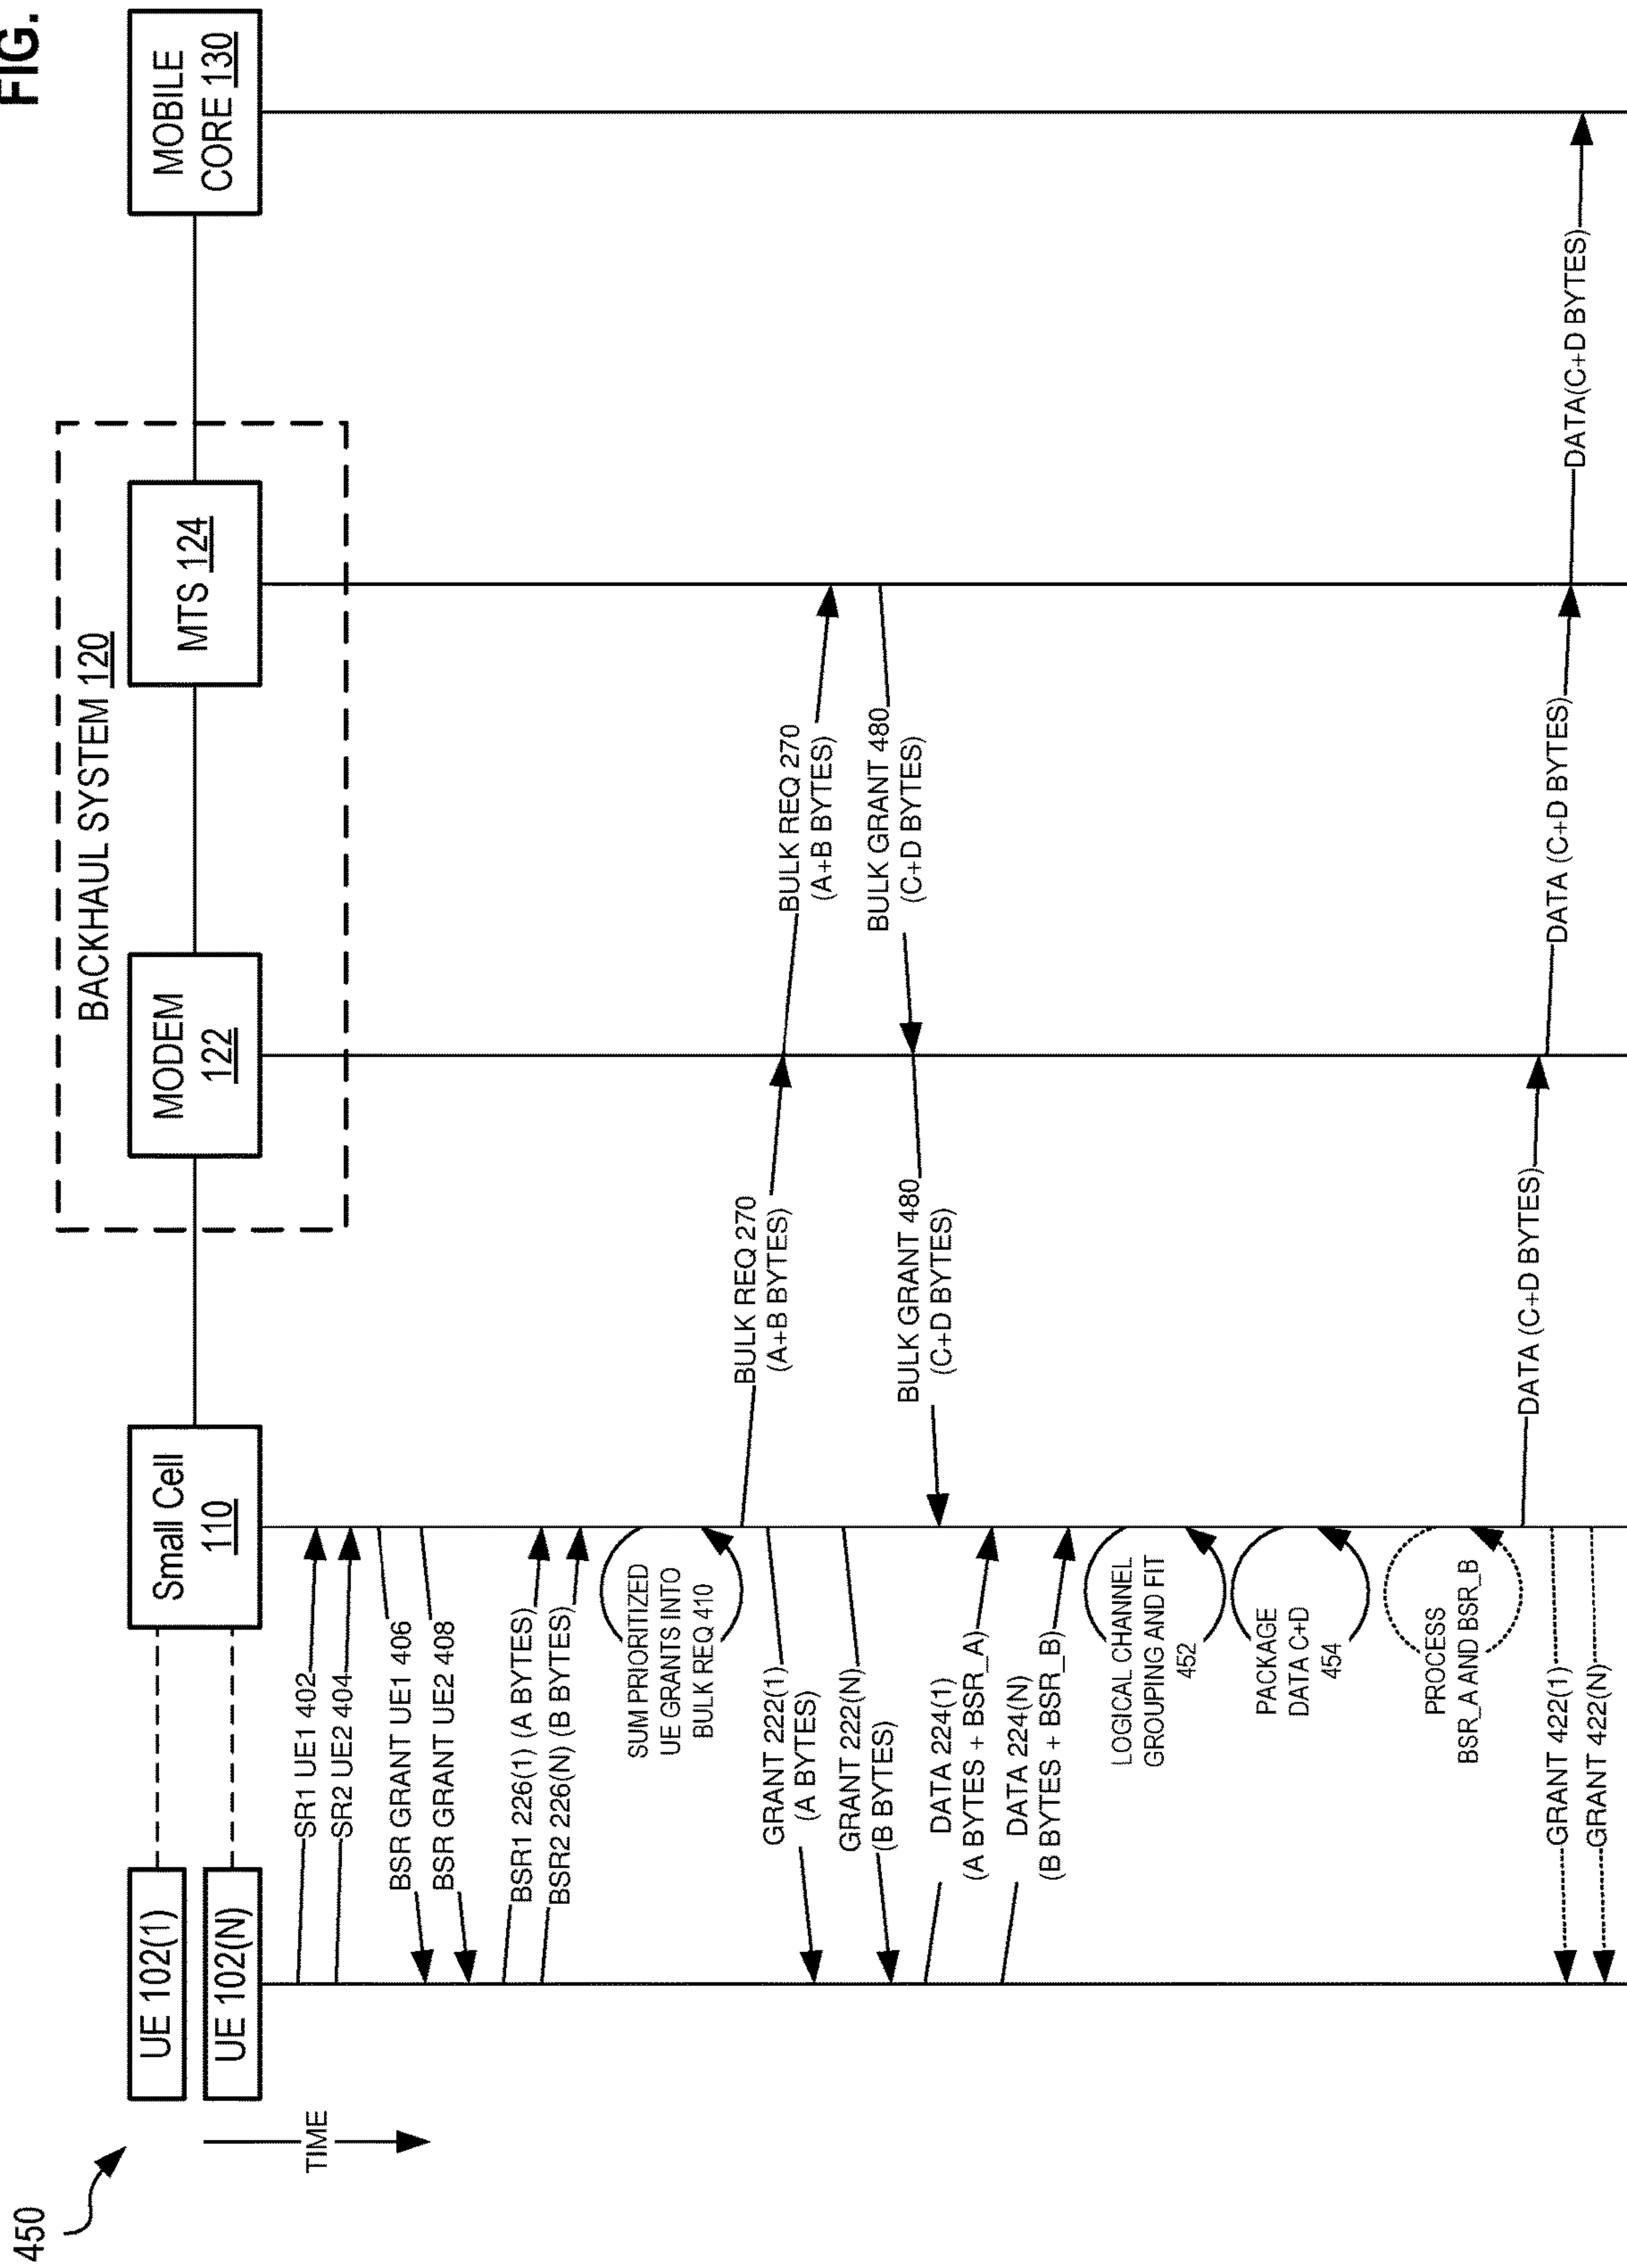 FIG.
450
TIME
UE 102(1)
UE 102(N)
Small Cell
110
BACKHAUL SYSTEM 120
MODEM
122
MTS 124
MOBILE
CORE 130
SR1 UE1 402
SR2 UE2 404
BSR GRANT UE1 406
BSR GRANT UE2 408
BSR1 226(1) (A BYTES)
BSR2 226(N) (B BYTES)
SUM PRIORITIZED
UE GRANTS INTO
BULK REQ 410
BULK REQ 270
(A+B BYTES)
BULK REQ 270
(A+B BYTES)
GRANT 222(1)
(A BYTES)
GRANT 222(N)
(B BYTES)
BULK GRANT 480
(C+D BYTES)
BULK GRANT 480
(C+D BYTES)
DATA 224(1)
(A BYTES + BSR_A)
DATA 224(N)
(B BYTES + BSR_B)
LOGICAL CHANNEL
GROUPING AND FIT
452
PACKAGE
DATA C+D
454
PROCESS
BSR_A AND BSR_B
DATA (C+D BYTES)
DATA (C+D BYTES)
DATA(C+D BYTES)
GRANT 422(1)
GRANT 422(N)